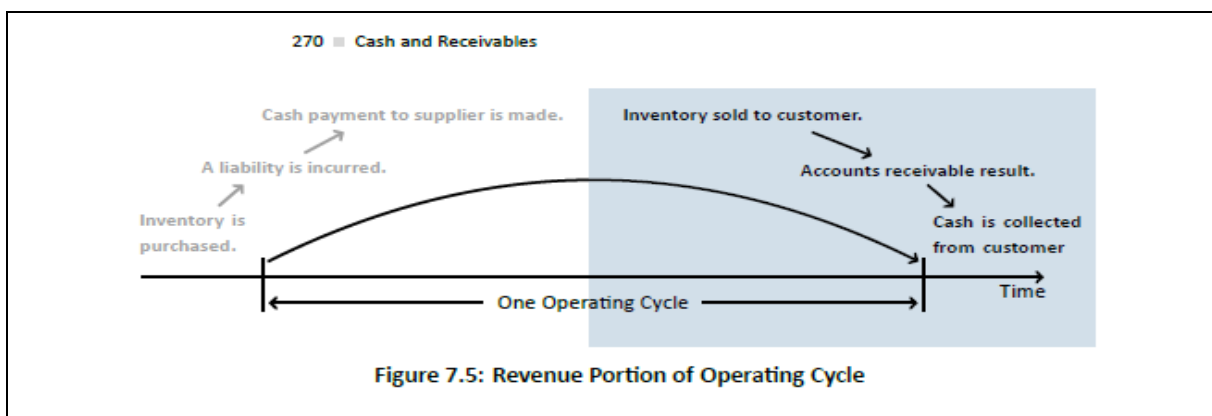 270 ■ Cash and Receivables
Cash payment to supplier is made.
A liability is incurred.
Inventory is
purchased.
Inventory sold to customer.
Accounts receivable result.
Cash is collected
from customer
Time
One Operating Cycle
Figure 7.5: Revenue Portion of Operating Cycle